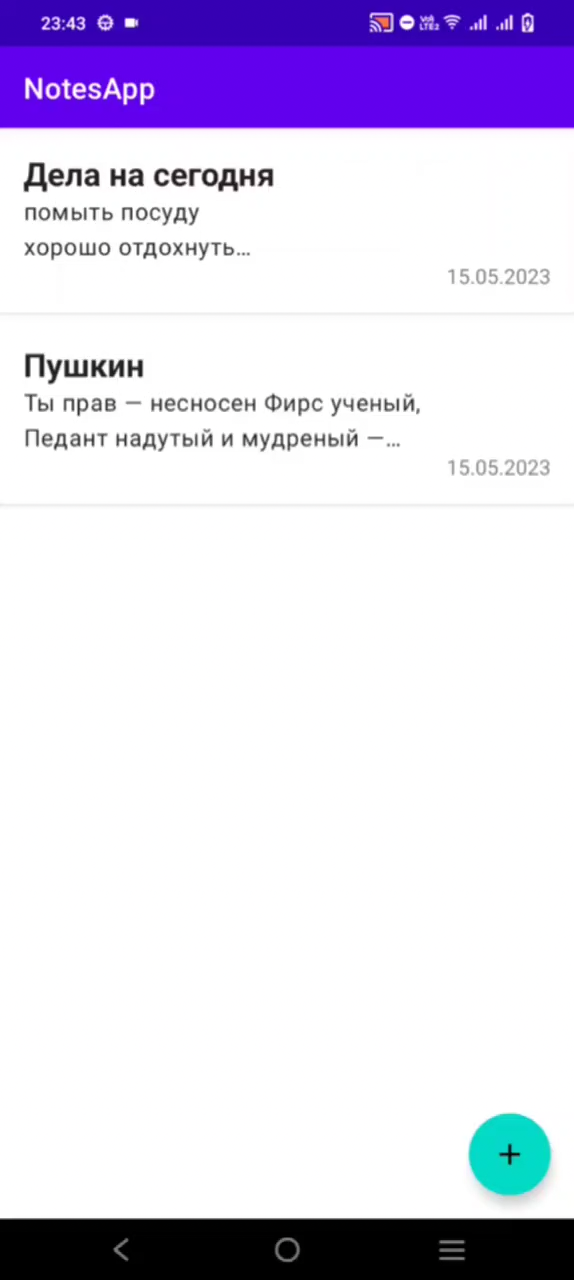 23:43
NotesApp
Дела на сегодня
помыть посуду
хорошо отдохнуть...
15.05.2023
Пушкин
Ты прав — несносен Фирс ученый,
Педант надутый и мудреный —...
15.05.2023